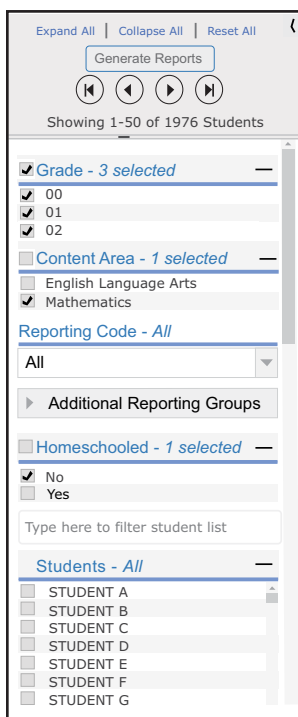 Expand All | Collapse All | Reset All
Generate Reports
Showing 1-50 of 1976 Students
Grade - 3 selected
00
01
02
Content Area - 1 selected
English Language Arts
Mathematics
Reporting Code - All
All
Additional Reporting Groups
Homeschooled - 1 selected
No
Yes
Type here to filter student list
Students - All
STUDENT A
STUDENT B
STUDENT C
STUDENT D
STUDENT E
STUDENT F
STUDENT G